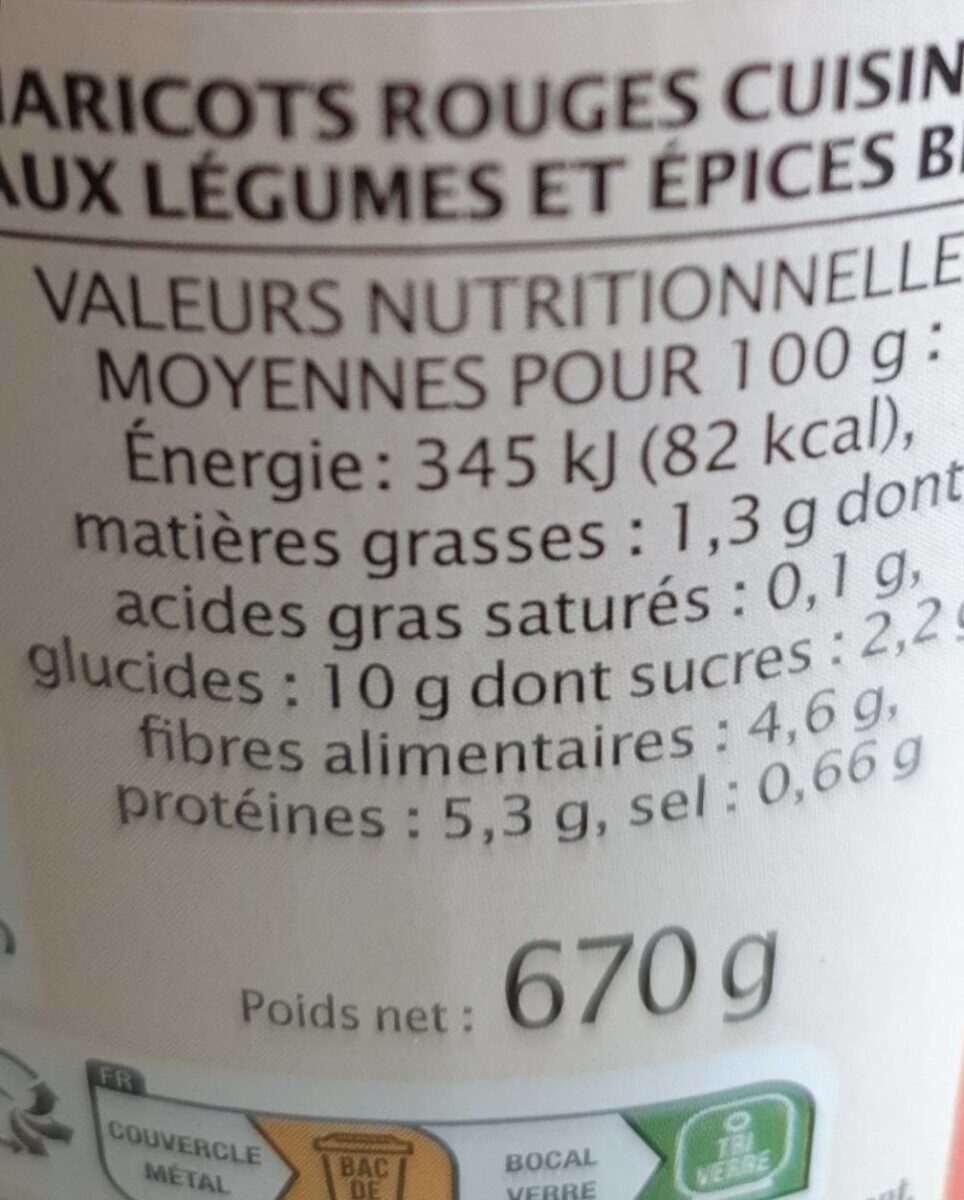 ARICOTS ROUGES CUISIN
AUX LÉGUMES ET ÉPICES B
VALEURS NUTRITIONNELLE
MOYENNES POUR 100 g :
Énergie: 345 kJ (82 kcal),
matières grasses : 1,3 g dont
acides gras saturés : 0,1 g,
glucides : 10 g dont sucres : 2,2 g
fibres alimentaires : 4,6 g,
protéines : 5,3 g, sel : 0,66 g
Poids net : 670 g
FR
COUVERCLE
MÉTAL
BAC
DE
BOCAL
VERRE
TRI
VERRE